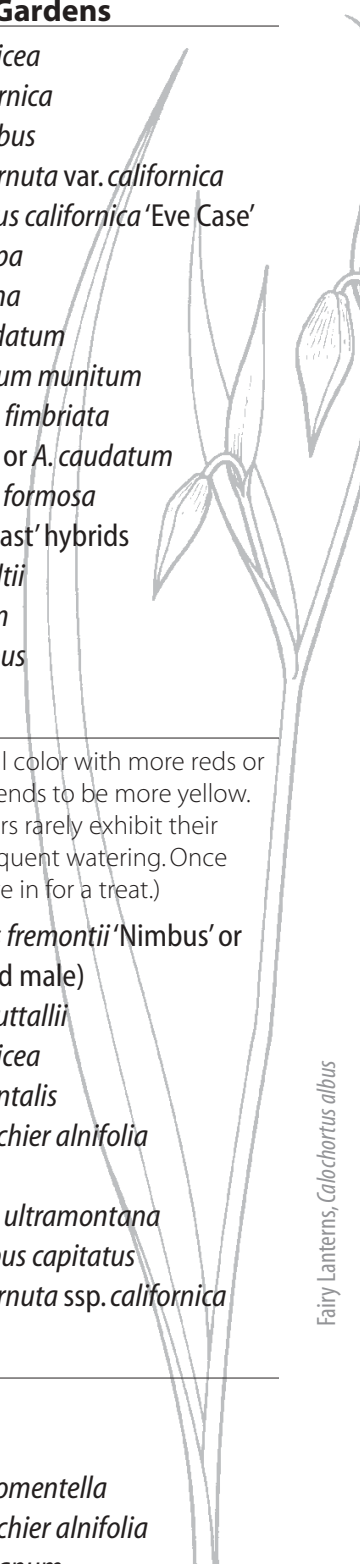 Gardens
icea
rnica
bus
rnuta var. californica
us californica ‘Eve Case’
pa
na
datum
um munitum
fimbriata
or A. caudatum
formosa
ast’ hybrids
ltii
n
us
l color with more reds or
ends to be more yellow.
rs rarely exhibit their
quent watering. Once
e in for a treat.)
fremontii ‘Nimbus’ or
d male)
uttallii
icea
ntalis
chier alnifolia
ultramontana
us capitatus
rnuta ssp. californica
omentella
chier alnifolia
Fairy Lanterns, Calochortus albus